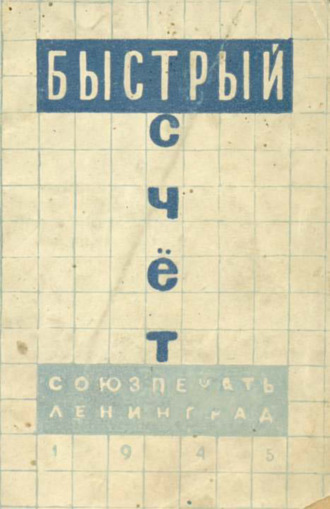 БЫСТРЫЙ
СЧЁТ
СОЮЗПЕЧАТЬ
ЛЕНИНГРАД
1945